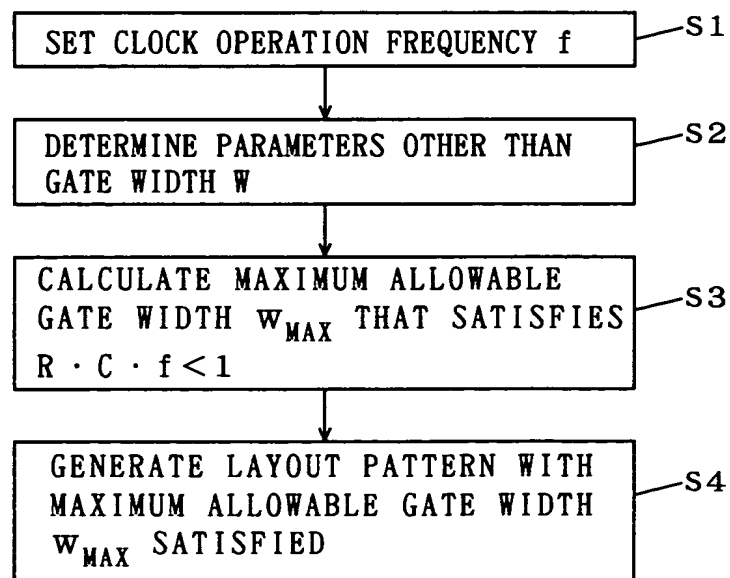 SET CLOCK OPERATION FREQUENCY f
S1
DETERMINE PARAMETERS OTHER THAN
GATE WIDTH W
S2
CALCULATE MAXIMUM ALLOWABLE
GATE WIDTH WMAX THAT SATISFIES
R · C · f < 1
S3
GENERATE LAYOUT PATTERN WITH
MAXIMUM ALLOWABLE GATE WIDTH
WMAX SATISFIED
S4